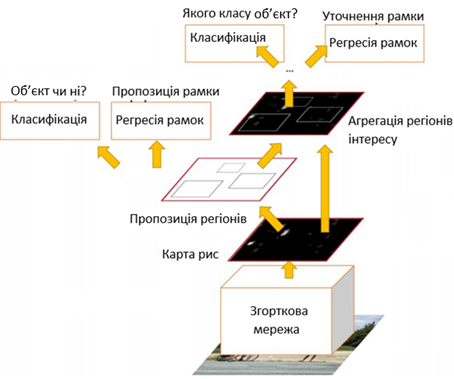 Якого класу об’єкт?
Уточнення рамки
Класифікація
Регресія рамок
...
Об’єкт чи ні?
Пропозиція рамки
Класифікація
Регресія рамок
Агрегація регіонів
інтересу
Пропозиція регіонів
Карта рис
Згорткова
мережа